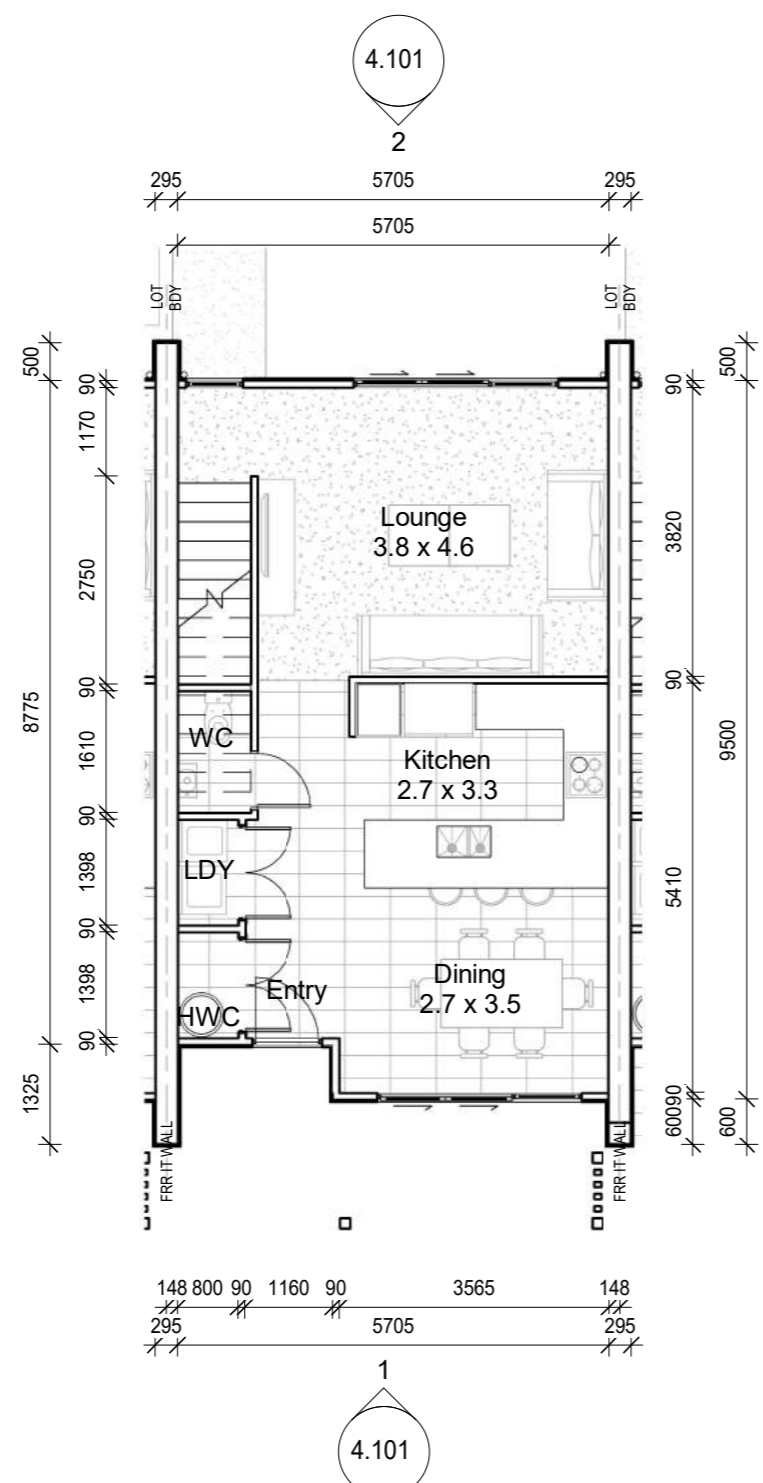 4.101
2
295 5705 295
5705
LOT BDY
LOT BDY
500
90
1170
2750
90
1610
90
1398
90
1398
90
8775
1325
500
90
3820
90
5410
90
600
9500
600
Lounge
3.8 x 4.6
WC
Kitchen
2.7 x 3.3
LDY
Dining
2.7 x 3.5
Entry
HWC
FRR IT WALL
FRR IT WALL
148 800 90 1160 90 3565 148
295 5705 295
1
4.101